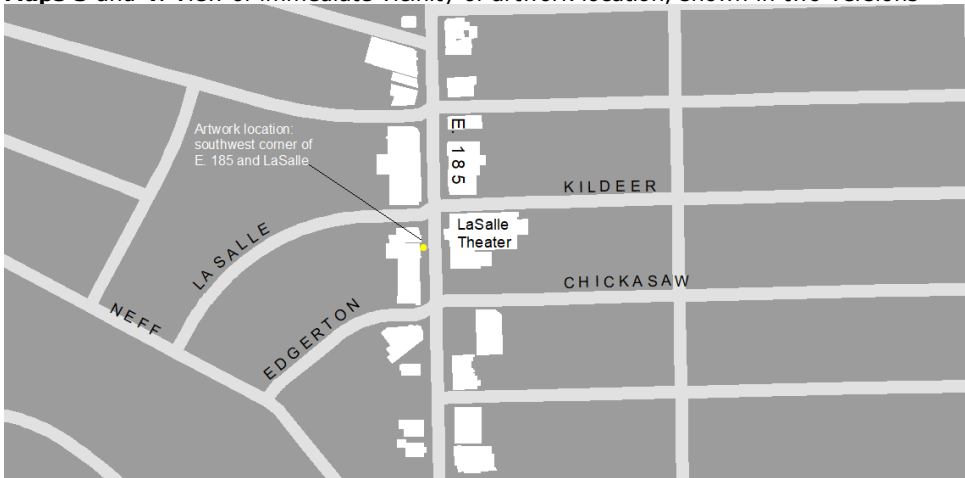 Maps 3 and 4: View of immediate vicinity of artwork location, shown in two versions
Artwork location:
southwest corner of
E. 185 and LaSalle
E. 185
KILDEER
LA SALLE
LaSalle
Theater
CHICKASAW
NEFF
EDGERTON